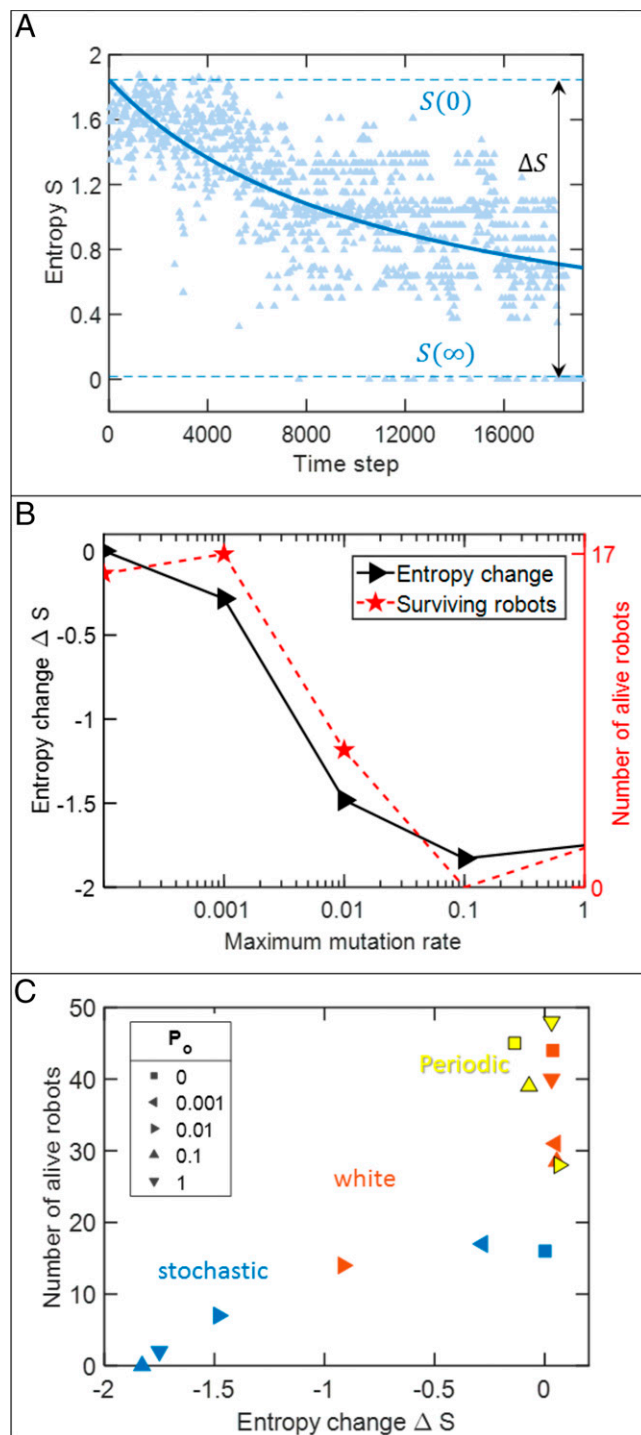 A
2
1.6
1.2
0.8
0.4
0
Entropy S
S(0)
ΔS
S(∞)
0 4000 8000 12000 16000
Time step
B
0
-0.5
-1
-1.5
-2
Entropy change Δ S
Entropy change
Surviving robots
17
0
Number of alive robots
0.001 0.01 0.1 1
Maximum mutation rate
C
50
40
30
20
10
0
Number of alive robots
Po
0
0.001
0.01
0.1
1
Periodic
white
stochastic
-2 -1.5 -1 -0.5 0
Entropy change Δ S